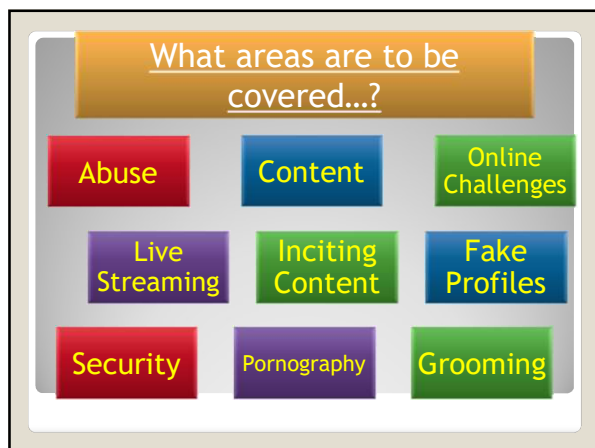 What areas are to be
covered...?
Abuse
Content
Online
Challenges
Live
Streaming
Inciting
Content
Fake
Profiles
Security
Pornography
Grooming